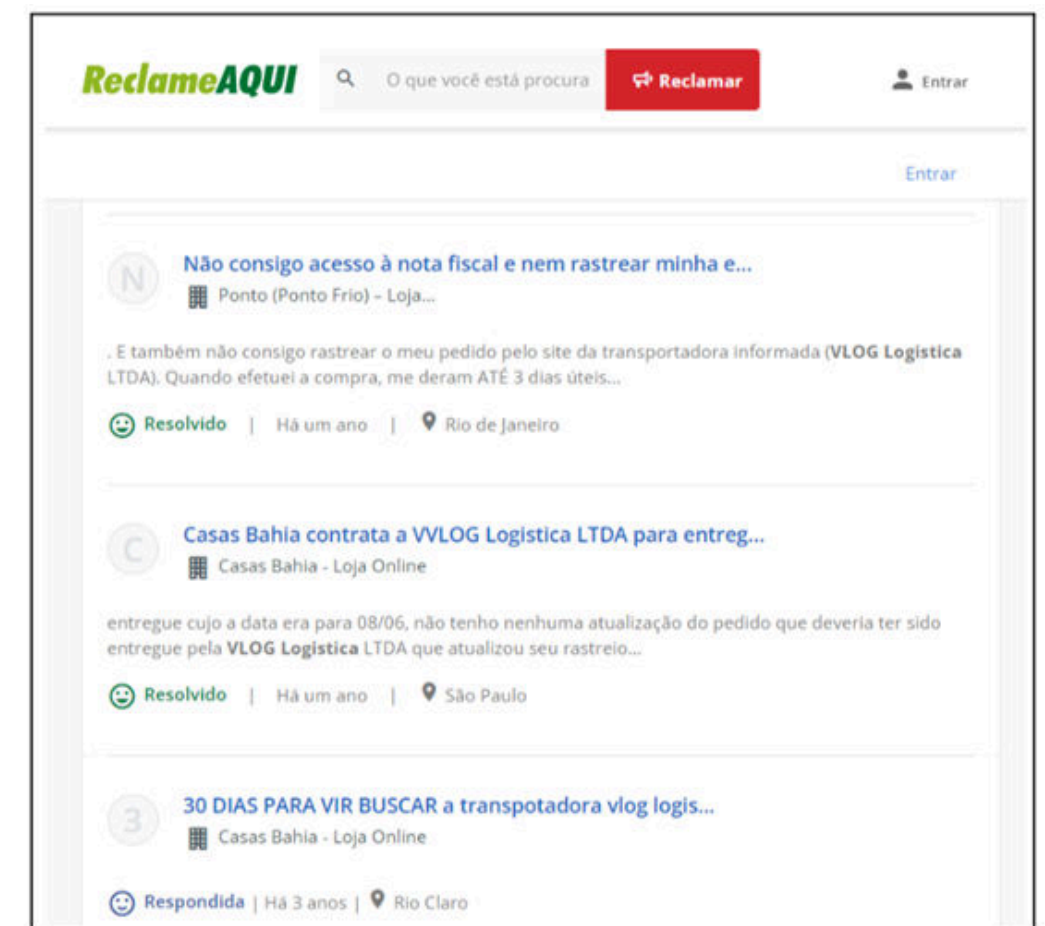 ReclameAQUI O que você está procura Reclamar Entrar
Entrar
N Não consigo acesso à nota fiscal e nem rastrear minha e...
Ponto (Ponto Frio) – Loja...
. E também não consigo rastrear o meu pedido pelo site da transportadora informada (VLOG Logistica
LTDA). Quando efetuei a compra, me deram ATÉ 3 dias úteis...
Resolvido | Há um ano | Rio de Janeiro
C Casas Bahia contrata a VVLOG Logistica LTDA para entreg...
Casas Bahia - Loja Online
entregue cujo a data era para 08/06, não tenho nenhuma atualização do pedido que deveria ter sido
entregue pela VLOG Logistica LTDA que atualizou seu rastreio...
Resolvido | Há um ano | São Paulo
3 30 DIAS PARA VIR BUSCAR a transpotadora vlog logis...
Casas Bahia - Loja Online
Respondida | Há 3 anos | Rio Claro